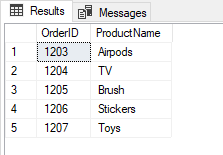 Results Messages
OrderID ProductName
1 1203 Airpods
2 1204 TV
3 1205 Brush
4 1206 Stickers
5 1207 Toys